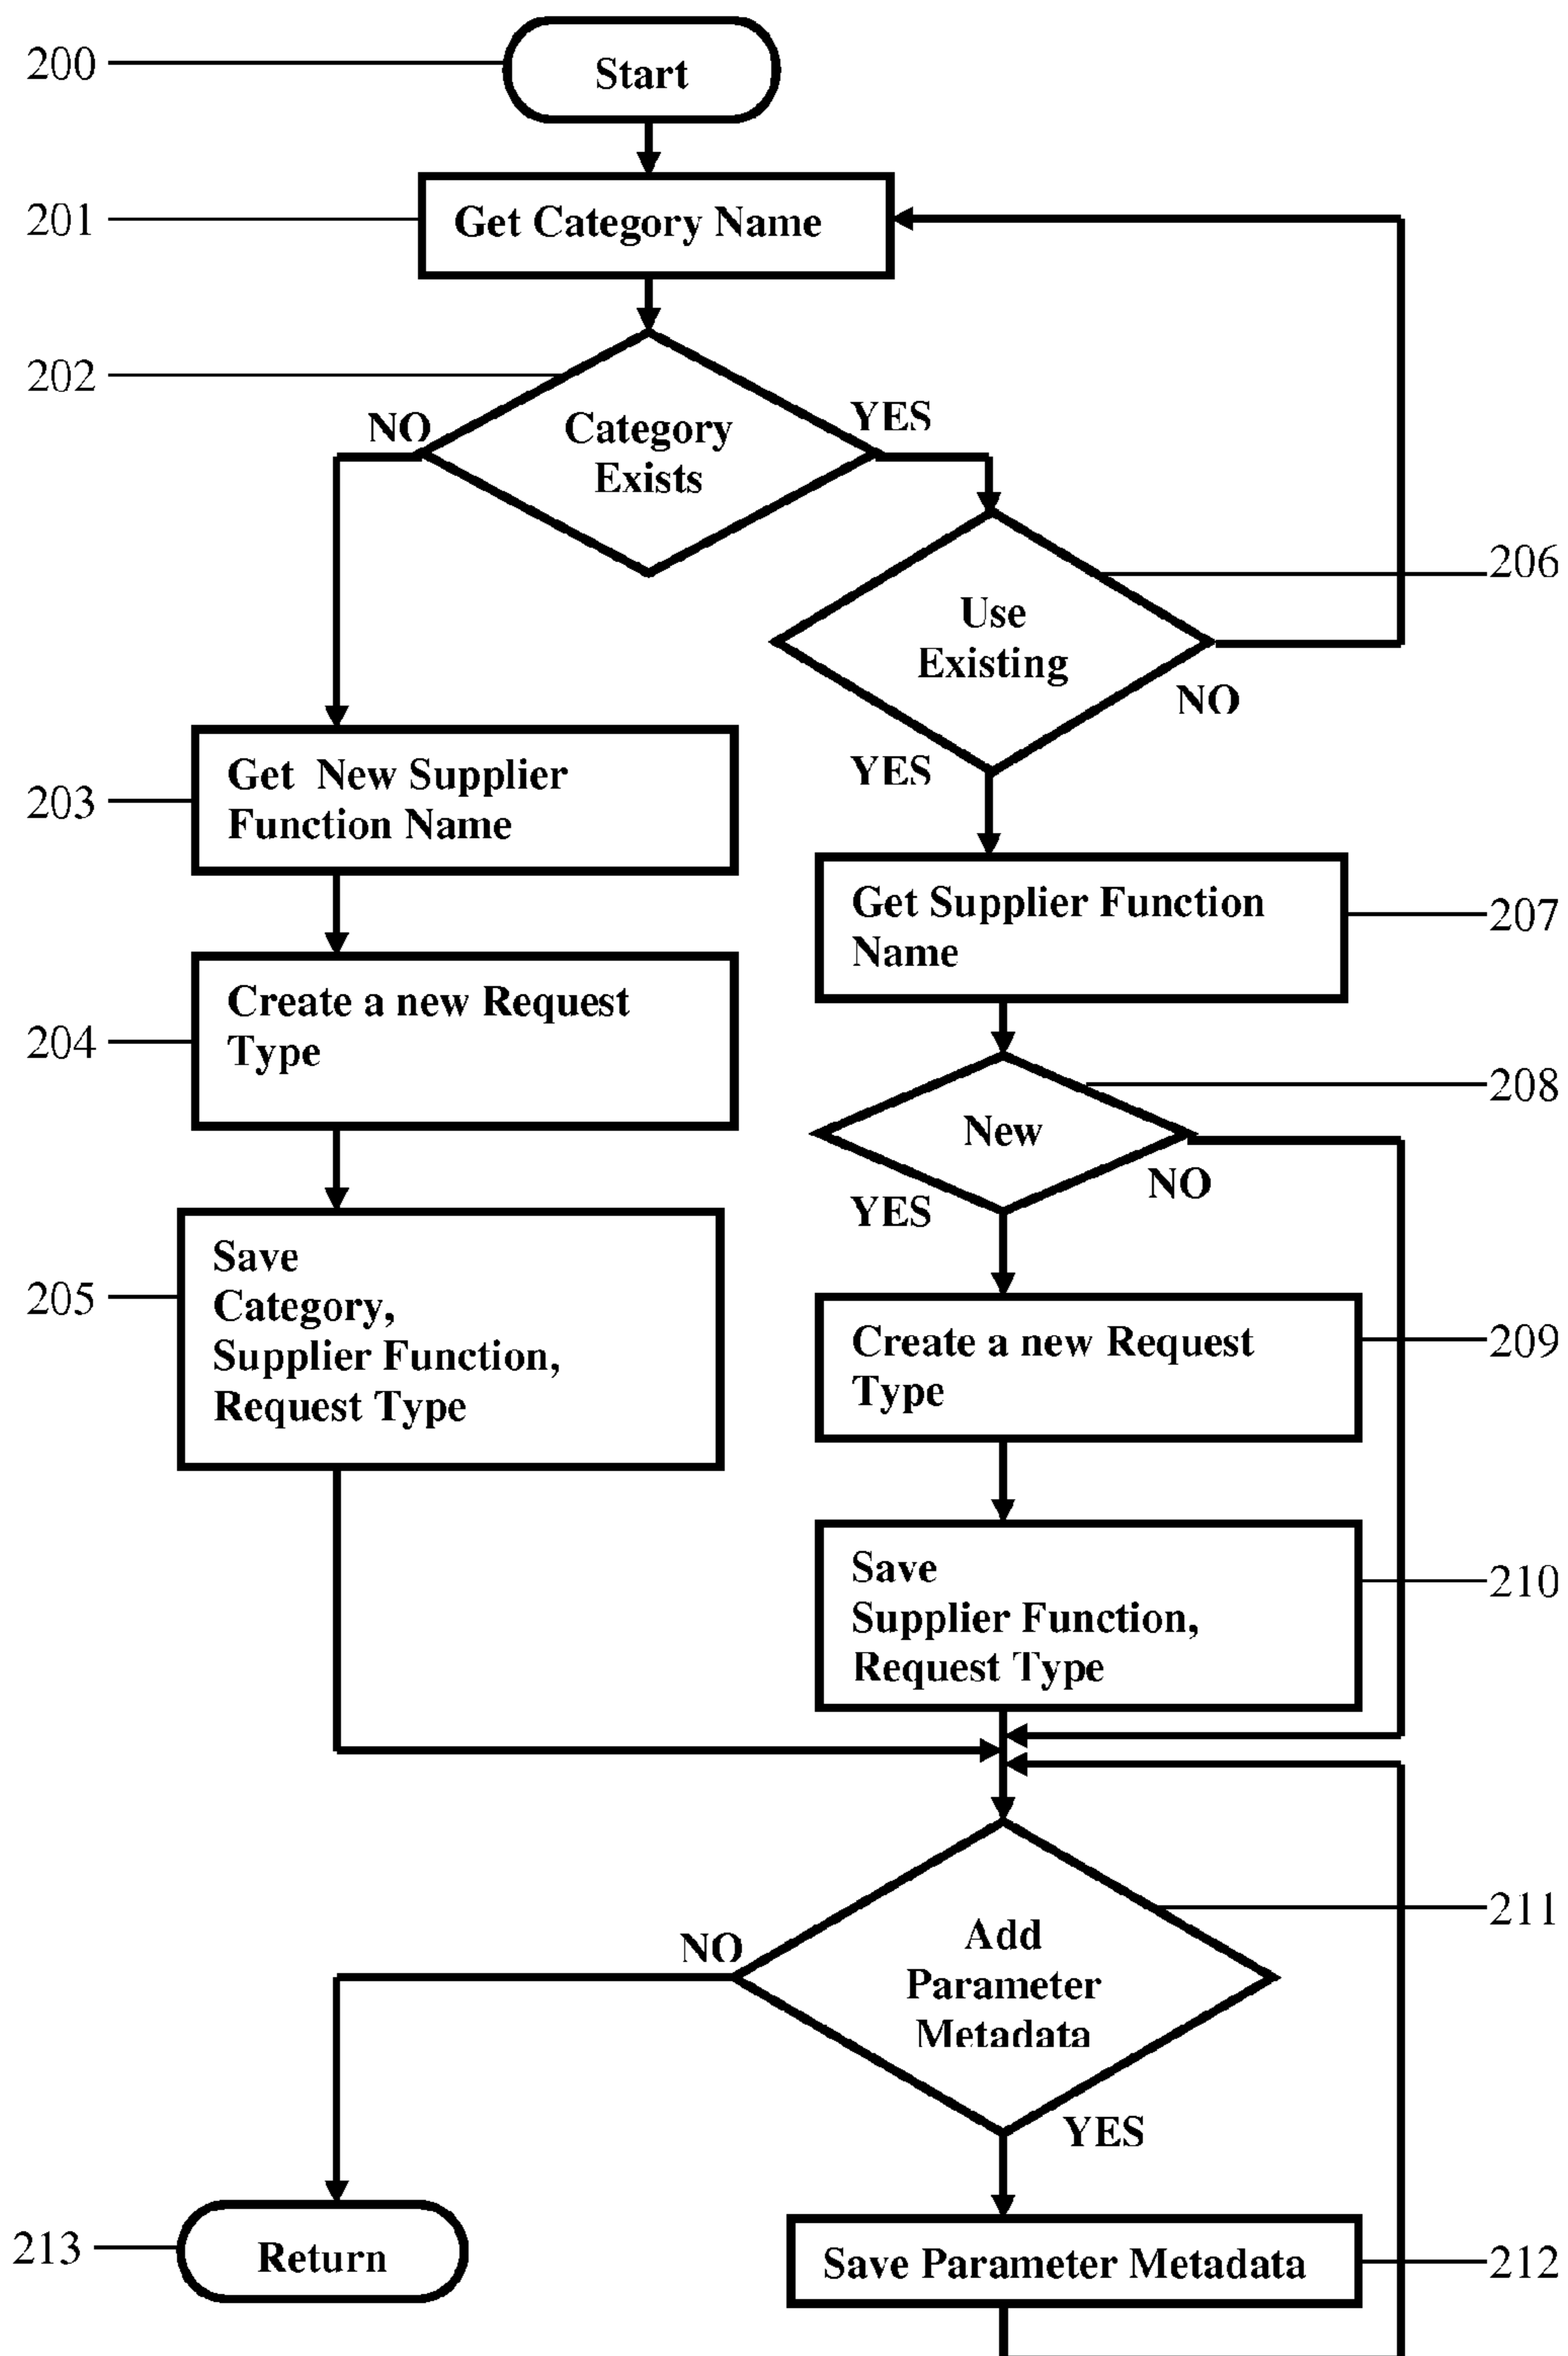 200
Start
201
Get Category Name
202
NO
Category
Exists
YES
206
Use
Existing
NO
YES
203
Get New Supplier
Function Name
207
Get Supplier Function
Name
204
Create a new Request
Type
208
New
NO
YES
205
Save
Category,
Supplier Function,
Request Type
209
Create a new Request
Type
210
Save
Supplier Function,
Request Type
211
NO
Add
Parameter
Metadata
YES
213
Return
Save Parameter Metadata
212